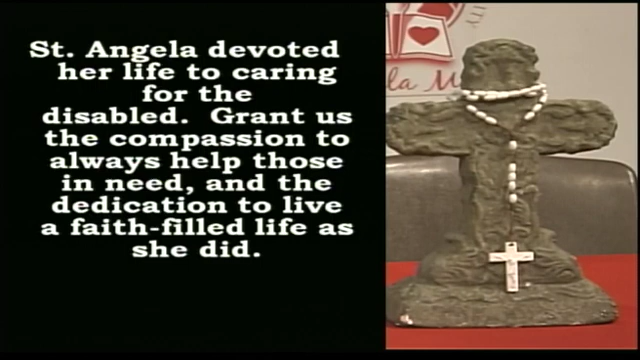 St. Angela devoted
her life to caring
for the
disabled. Grant us
the compassion to
always help those
in need, and the
dedication to live
a faith-filled life as
she did.